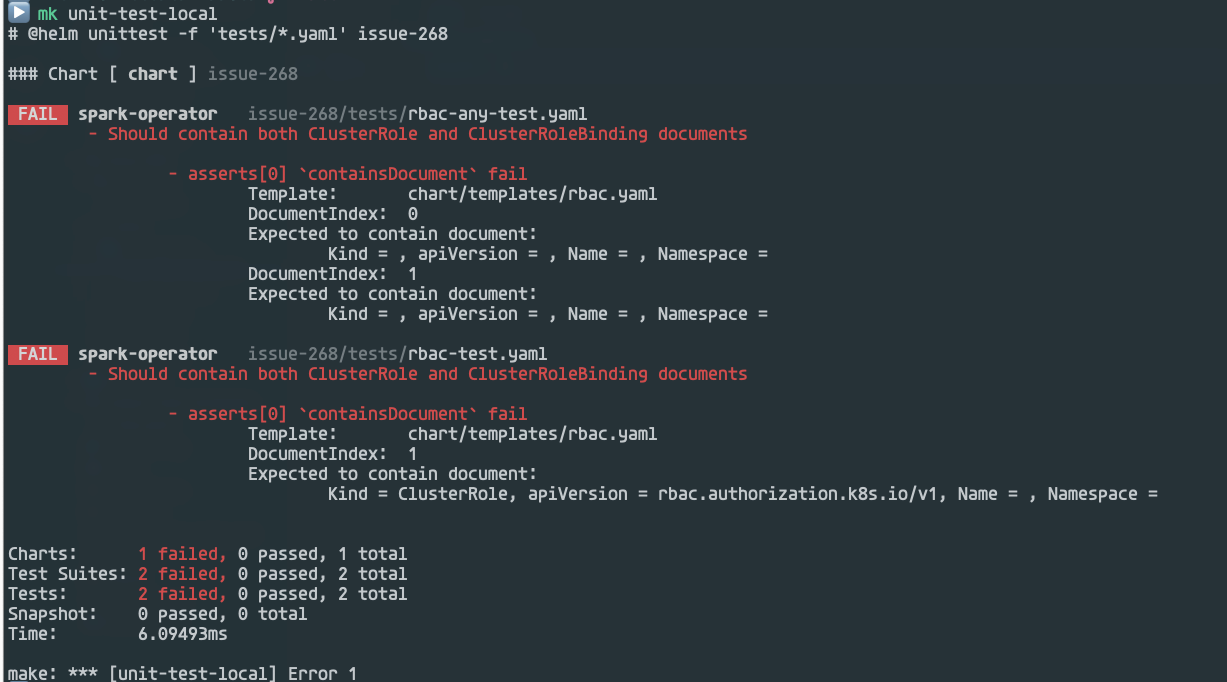 mk unit-test-local
# @helm unittest -f 'tests/*.yaml' issue-268
### Chart [ chart ] issue-268
FAIL spark-operator issue-268/tests/rbac-any-test.yaml
- Should contain both ClusterRole and ClusterRoleBinding documents
- asserts[0] `containsDocument` fail
Template: chart/templates/rbac.yaml
DocumentIndex: 0
Expected to contain document:
Kind = , apiVersion = , Name = , Namespace =
DocumentIndex: 1
Expected to contain document:
Kind = , apiVersion = , Name = , Namespace =
FAIL spark-operator issue-268/tests/rbac-test.yaml
- Should contain both ClusterRole and ClusterRoleBinding documents
- asserts[0] `containsDocument` fail
Template: chart/templates/rbac.yaml
DocumentIndex: 1
Expected to contain document:
Kind = ClusterRole, apiVersion = rbac.authorization.k8s.io/v1, Name = , Namespace =
Charts: 1 failed, 0 passed, 1 total
Test Suites: 2 failed, 0 passed, 2 total
Tests: 2 failed, 0 passed, 2 total
Snapshot: 0 passed, 0 total
Time: 6.09493ms
make: *** [unit-test-local] Error 1